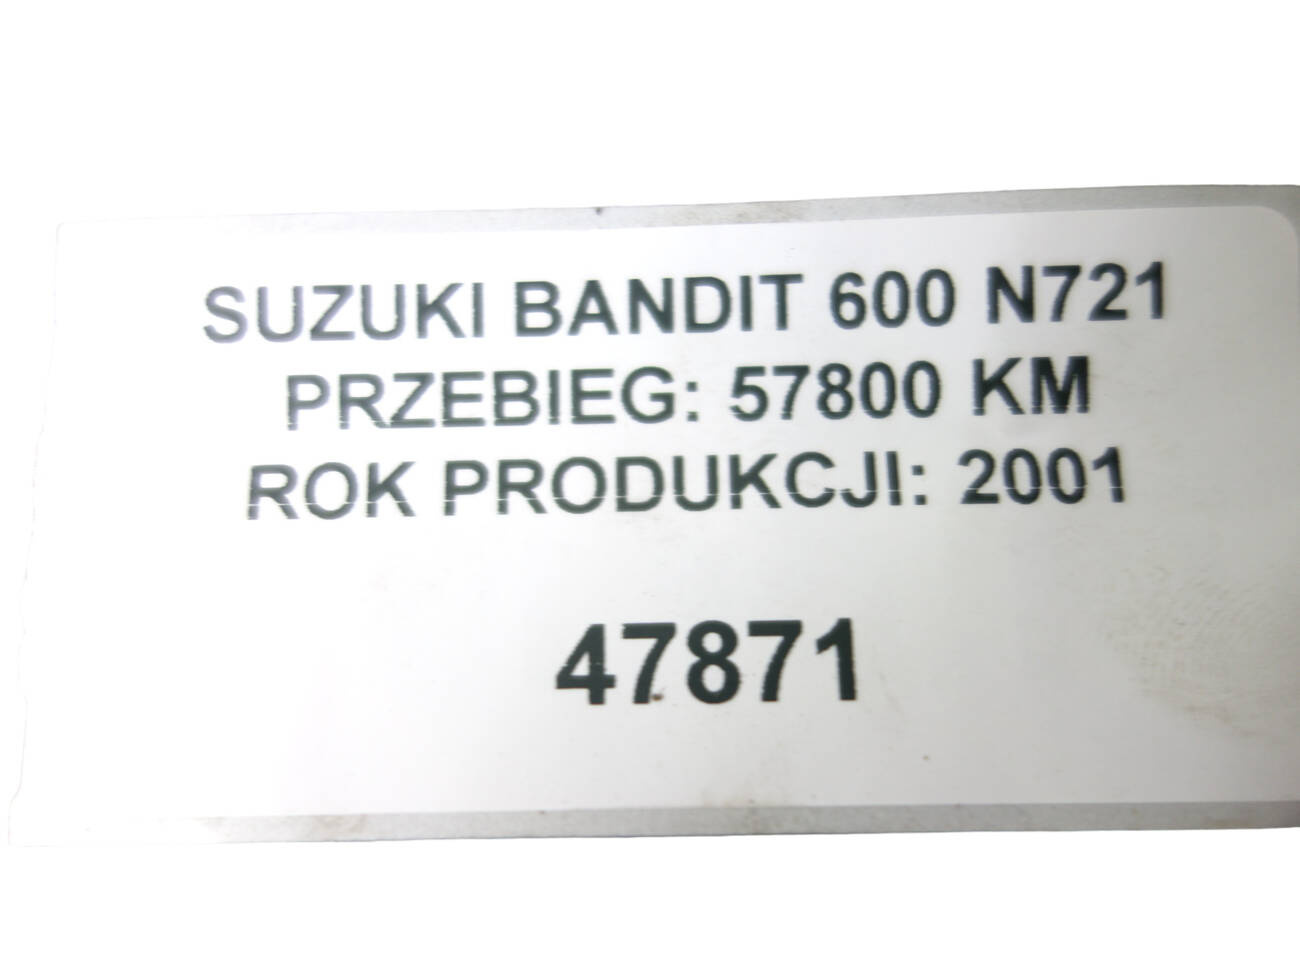 SUZUKI BANDIT 600 N721
PRZEBIEG: 57800 KM
ROK PRODUKCJI: 2001
47871